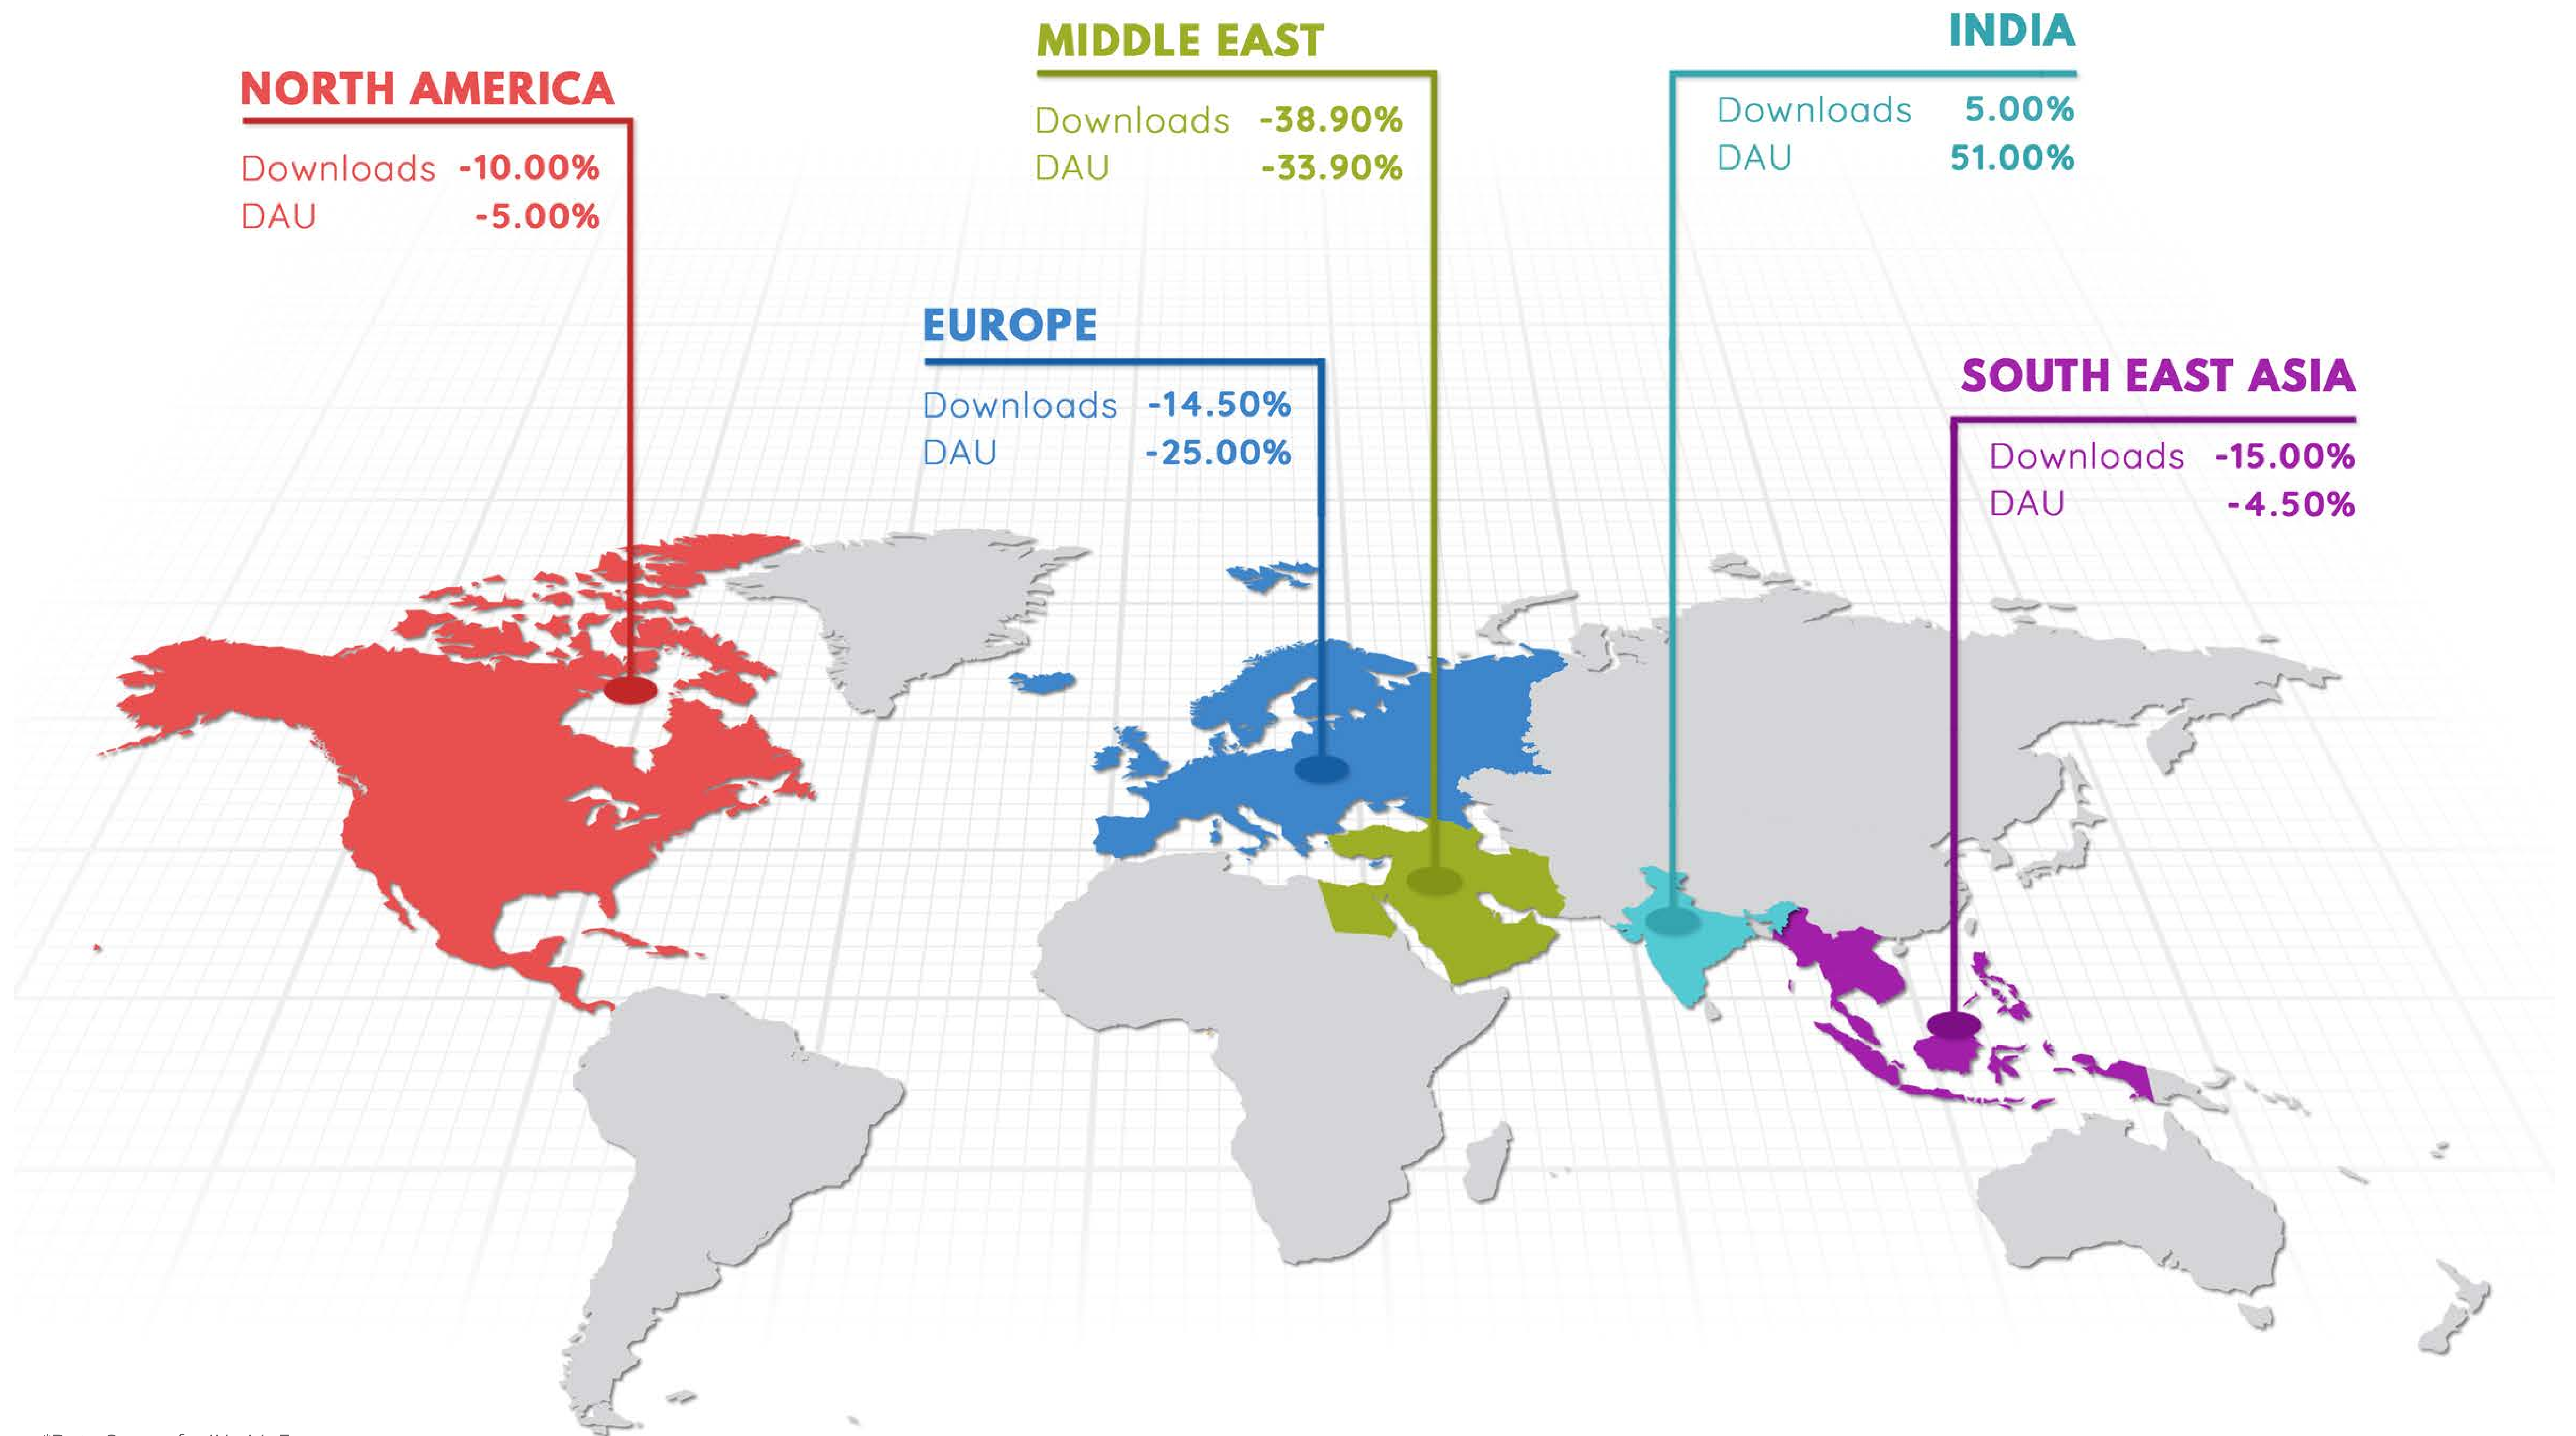 NORTH AMERICA
Downloads -10.00%
DAU -5.00%
MIDDLE EAST
Downloads -38.90%
DAU -33.90%
INDIA
Downloads 5.00%
DAU 51.00%
EUROPE
Downloads -14.50%
DAU -25.00%
SOUTH EAST ASIA
Downloads -15.00%
DAU -4.50%